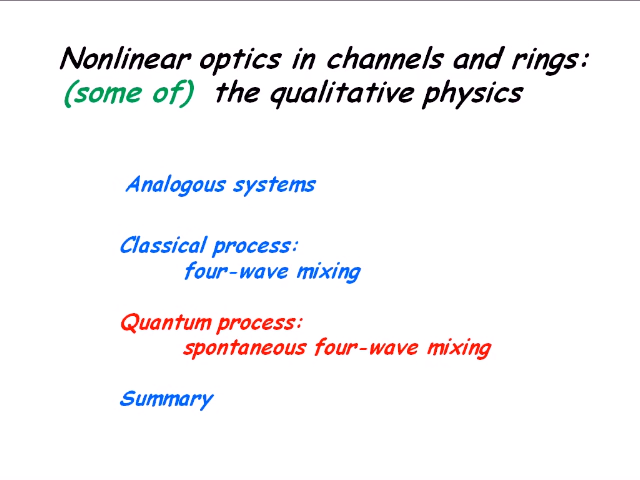 Nonlinear optics in channels and rings:
(some of) the qualitative physics
Analogous systems
Classical process:
four-wave mixing
Quantum process:
spontaneous four-wave mixing
Summary